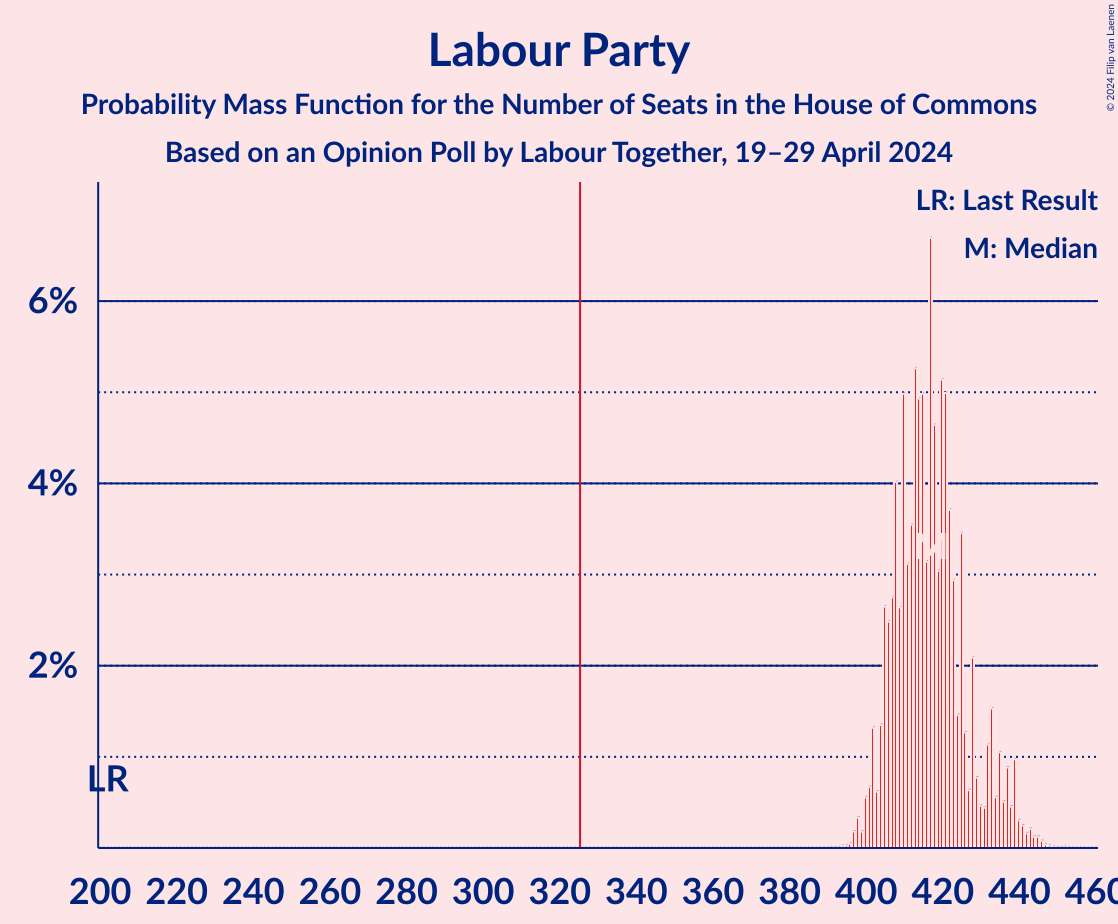 Labour Party
Probability Mass Function for the Number of Seats in the House of Commons
Based on an Opinion Poll by Labour Together, 19–29 April 2024
© 2024 Filip van Laenen
LR: Last Result
M: Median
6%
4%
2%
LR
200 220 240 260 280 300 320 340 360 380 400 420 440 460